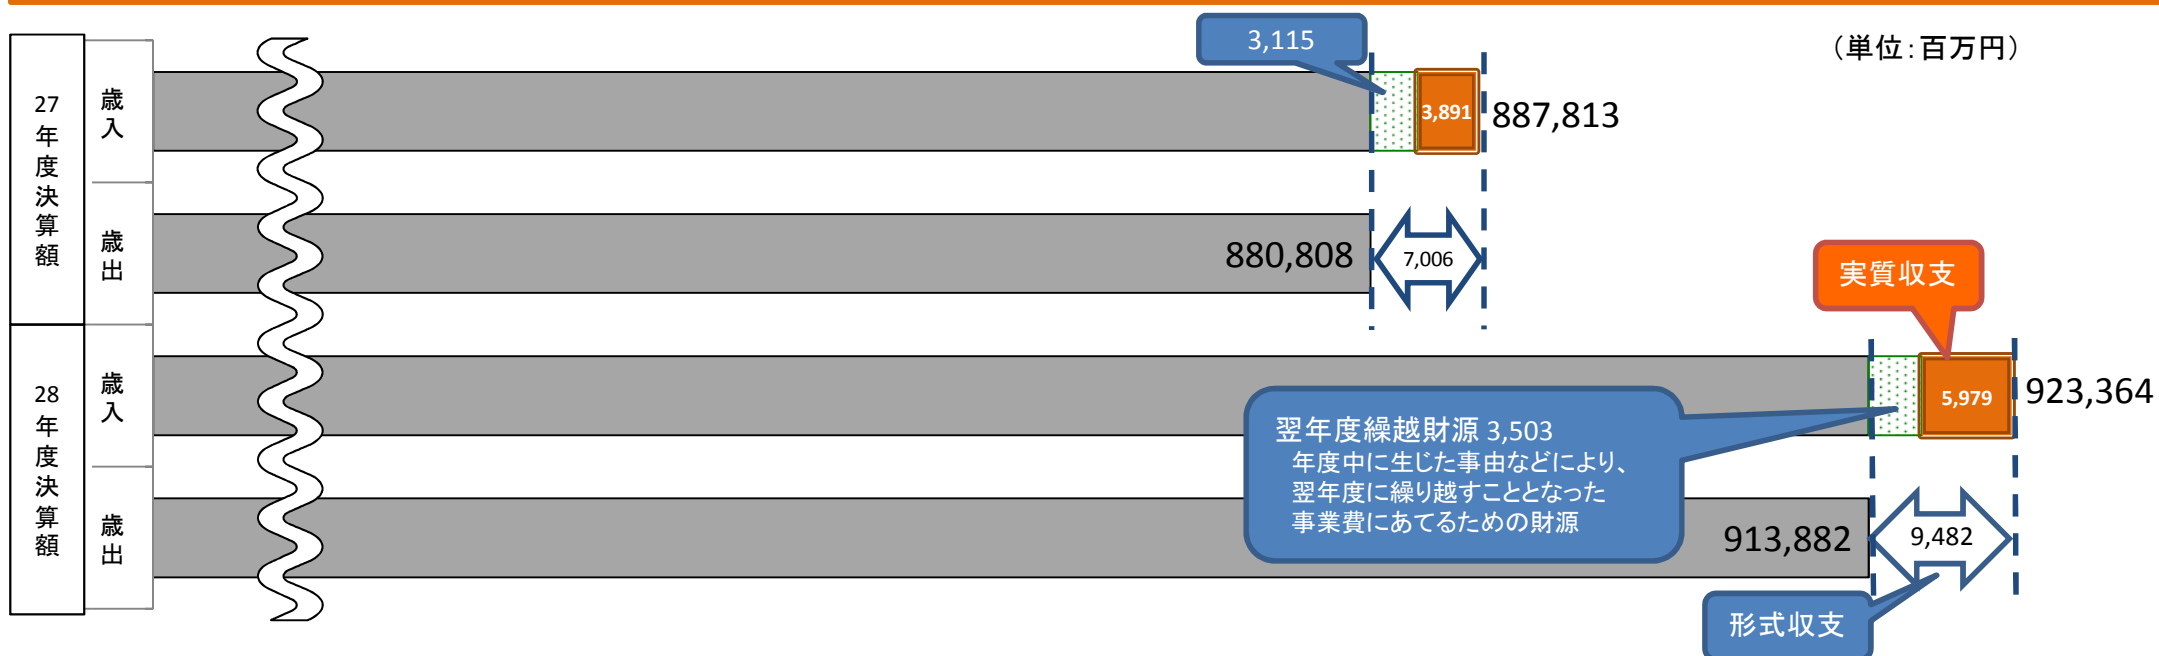 （単位：百万円）
27年度決算額
歳入
3,115
3,891
887,813
歳出
880,808
7,006
28年度決算額
歳入
実質収支
5,979
923,364
翌年度繰越財源 3,503
年度中に生じた事由などにより、
翌年度に繰り越すこととなった
事業費にあてるための財源
歳出
913,882
9,482
形式収支